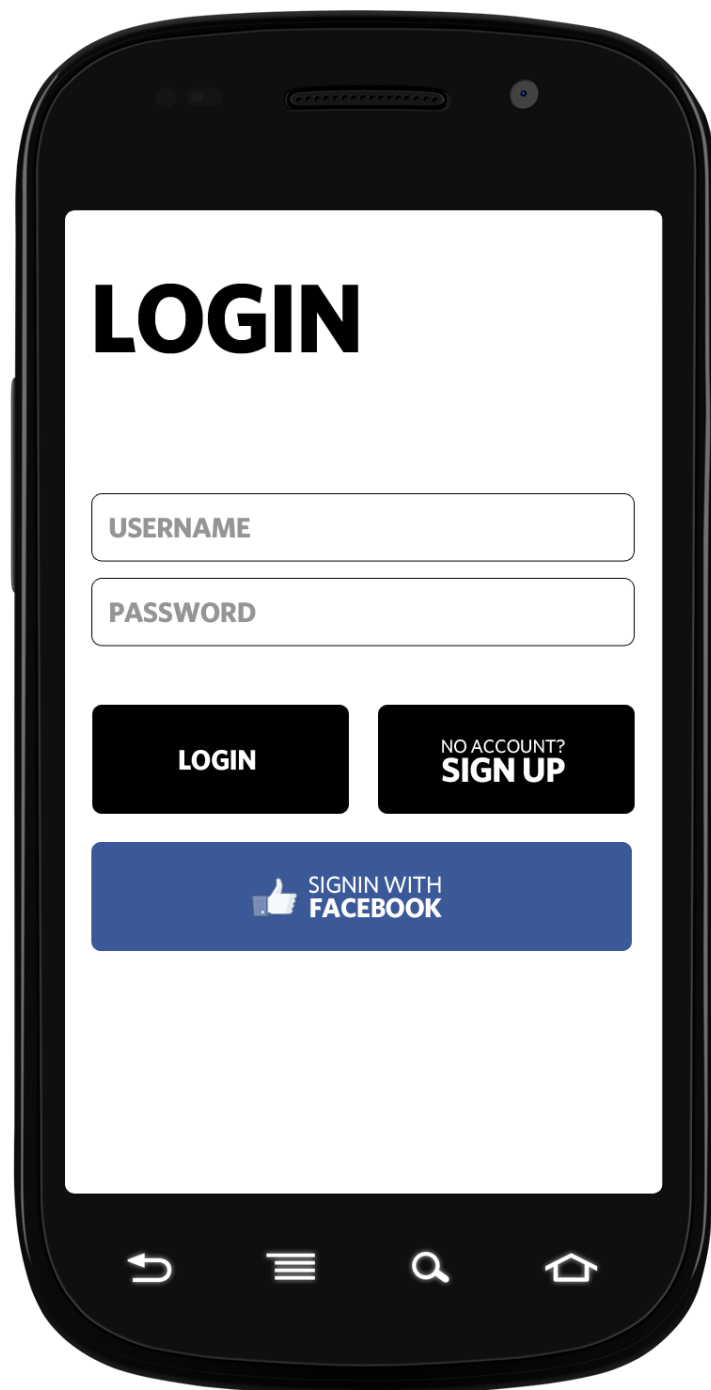 LOGIN
USERNAME
PASSWORD
LOGIN
NO ACCOUNT?
SIGN UP
SIGNIN WITH
FACEBOOK